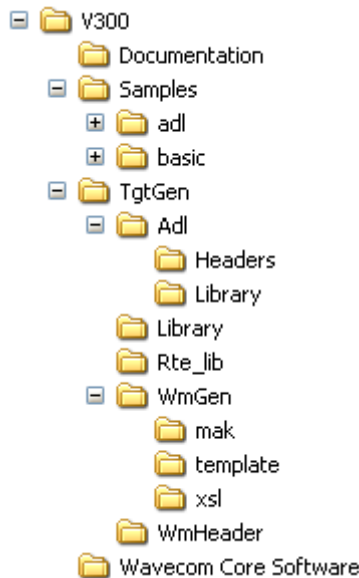 V300
Documentation
Samples
adl
basic
TgtGen
Adl
Headers
Library
Library
Rte_lib
WmGen
mak
template
xsl
WmHeader
Wavecom Core Software